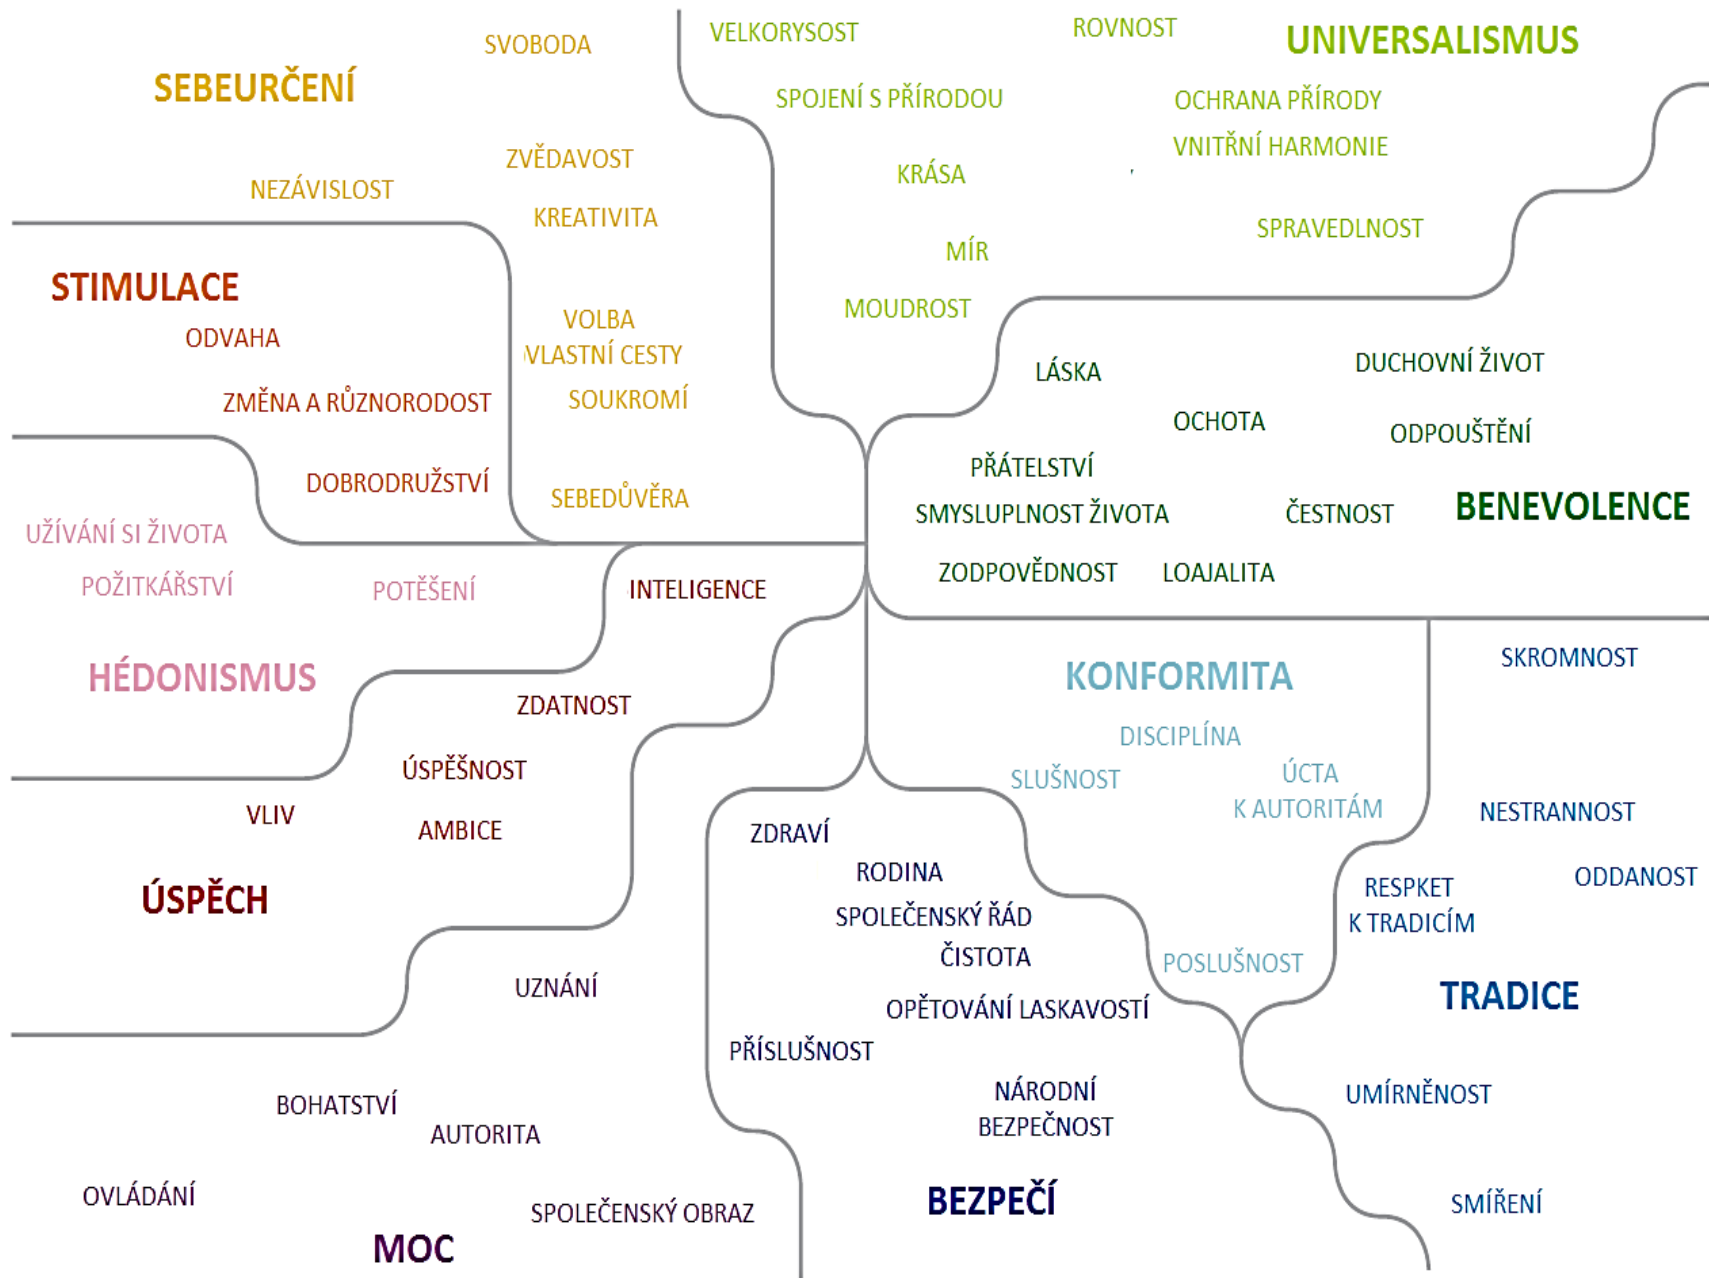 SEBEURČENÍ
SVOBODA
ZVĚDAVOST
NEZÁVISLOST
KREATIVITA
VOLBA
VLASTNÍ CESTY
SOUKROMÍ
SEBEDŮVĚRA
VELKORYSOST
ROVNOST
UNIVERSALISMUS
SPOJENÍ S PŘÍRODOU
OCHRANA PŘÍRODY
VNITŘNÍ HARMONIE
KRÁSA
SPRAVEDLNOST
MÍR
MOUDROST
STIMULACE
ODVAHA
ZMĚNA A RŮZNORODOST
DOBRODRUŽSTVÍ
LÁSKA
DUCHOVNÍ ŽIVOT
OCHOTA
ODPOUŠTĚNÍ
PŘÁTELSTVÍ
SMYSLUPLNOST ŽIVOTA
ČESTNOST
BENEVOLENCE
ZODPOVĚDNOST
LOAJALITA
UŽÍVÁNÍ SI ŽIVOTA
POŽITKÁŘSTVÍ
POTĚŠENÍ
HÉDONISMUS
INTELIGENCE
ZDATNOST
ÚSPĚŠNOST
VLIV
AMBICE
ÚSPĚCH
KONFORMITA
DISCIPLÍNA
SLUŠNOST
ÚCTA
K AUTORITÁM
POSLUŠNOST
SKROMNOST
NESTRANNOST
ODDANOST
RESPKET
K TRADICÍM
TRADICE
UMÍRNĚNOST
SMÍŘENÍ
ZDRAVÍ
RODINA
SPOLEČENSKÝ ŘÁD
ČISTOTA
OPĚTOVÁNÍ LASKAVOSTÍ
PŘÍSLUŠNOST
NÁRODNÍ
BEZPEČNOST
BEZPEČÍ
UZNÁNÍ
BOHATSTVÍ
AUTORITA
OVLÁDÁNÍ
SPOLEČENSKÝ OBRAZ
MOC